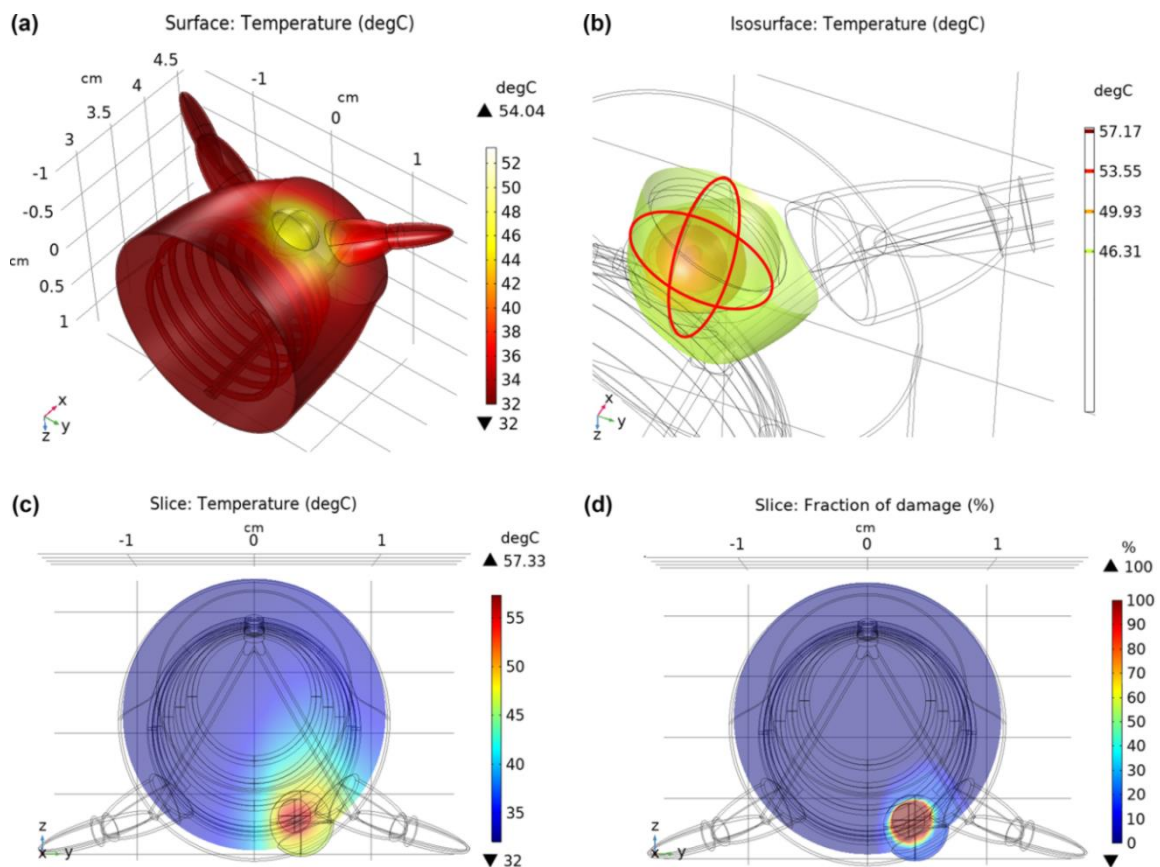 (a)
Surface: Temperature (degC)
4.5
cm
4
3.5
3
-1
cm
0
1
-1
-0.5
0
cm
0.5
1
degC
▲ 54.04
52
50
48
46
44
42
40
38
36
34
32
▼ 32
x
y
z
(b)
Isosurface: Temperature (degC)
degC
57.17
53.55
49.93
46.31
x
y
z
(c)
Slice: Temperature (degC)
cm
-1 0 1
degC
▲ 57.33
55
50
45
40
35
▼ 32
z
x y
(d)
Slice: Fraction of damage (%)
cm
-1 0 1
%
▲ 100
100
90
80
70
60
50
40
30
20
10
0
▼
z
x y